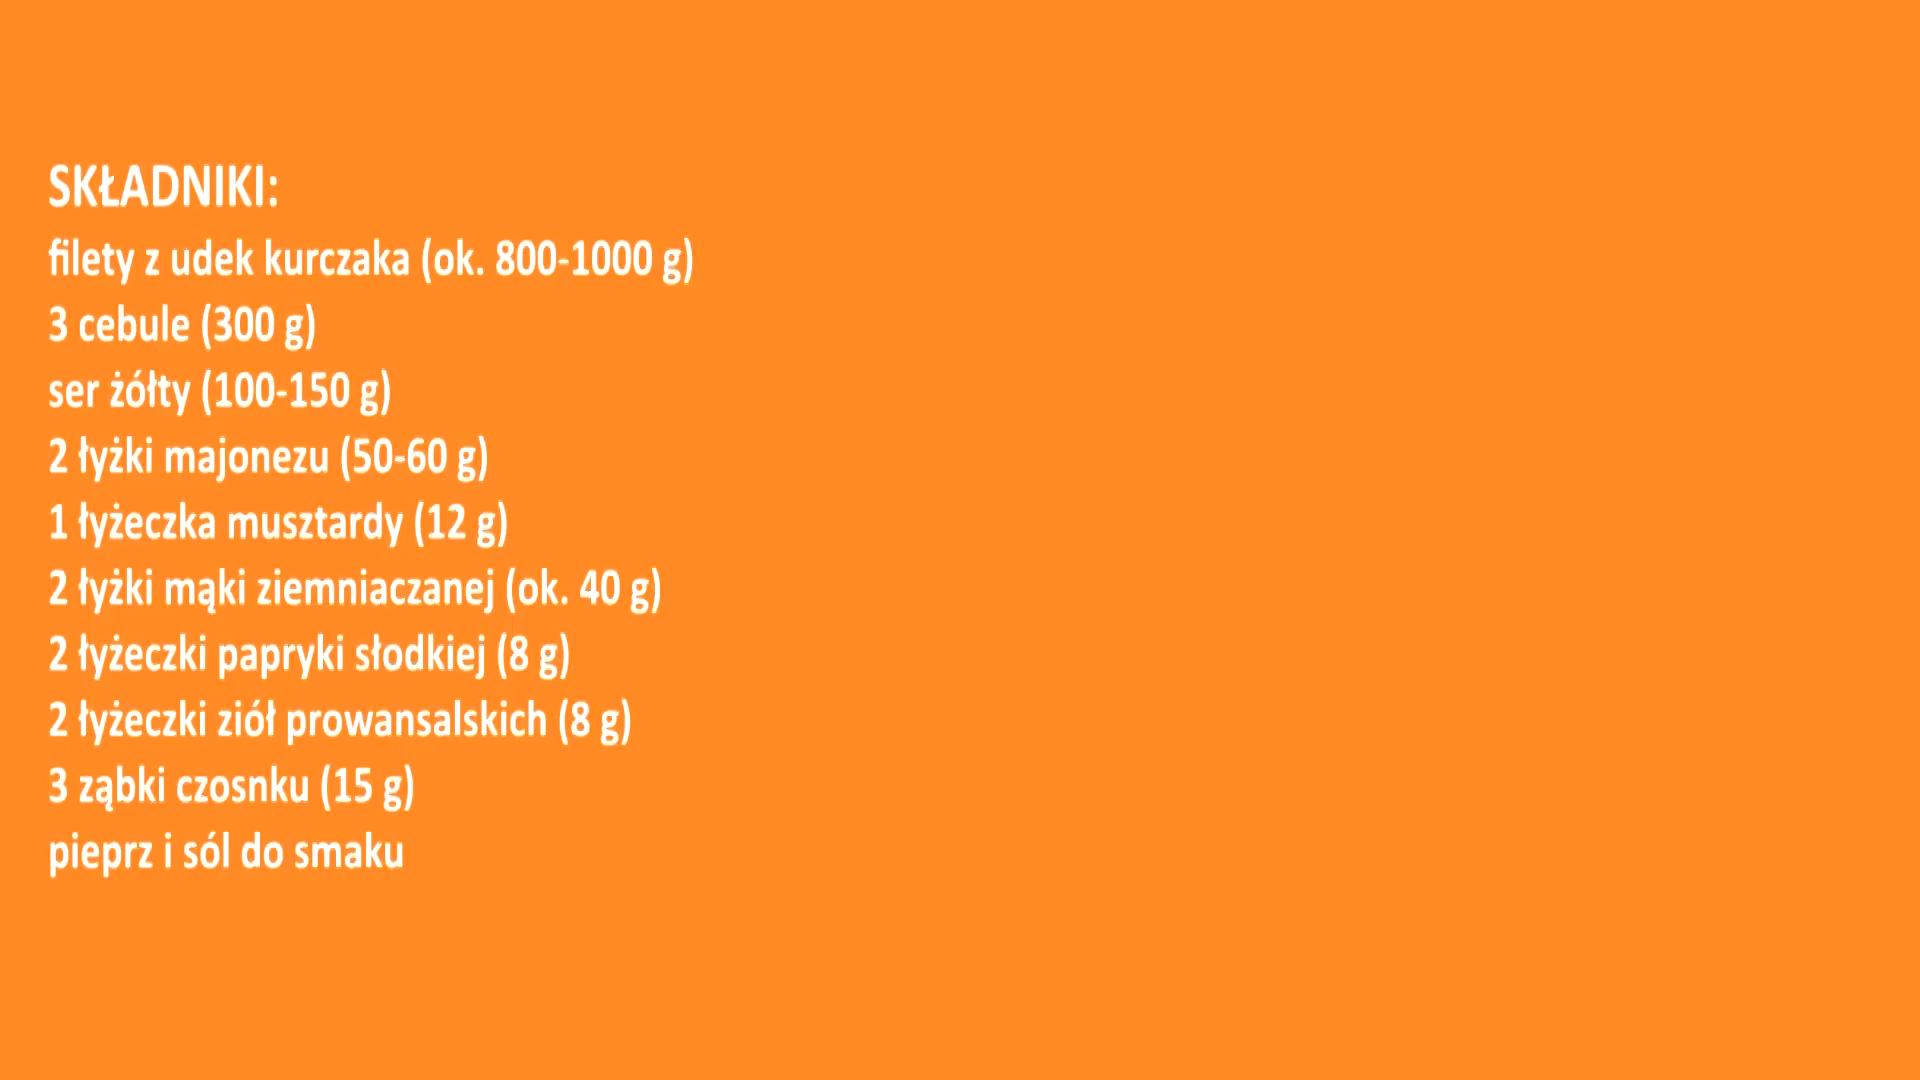 SKŁADNIKI:
filety z udek kurczaka (ok. 800-1000 g)
3 cebule (300 g)
ser żółty (100-150 g)
2 łyżki majonezu (50-60 g)
1 łyżeczka musztardy (12 g)
2 łyżki mąki ziemniaczanej (ok. 40 g)
2 łyżeczki papryki słodkiej (8 g)
2 łyżeczki ziół prowansalskich (8 g)
3 ząbki czosnku (15 g)
pieprz i sól do smaku